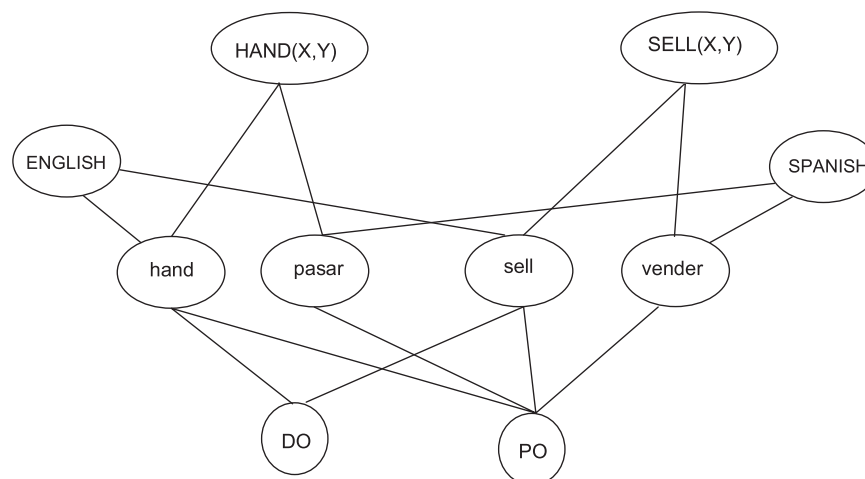 HAND(X,Y)
SELL(X,Y)
ENGLISH
SPANISH
hand
pasar
sell
vender
DO
PO